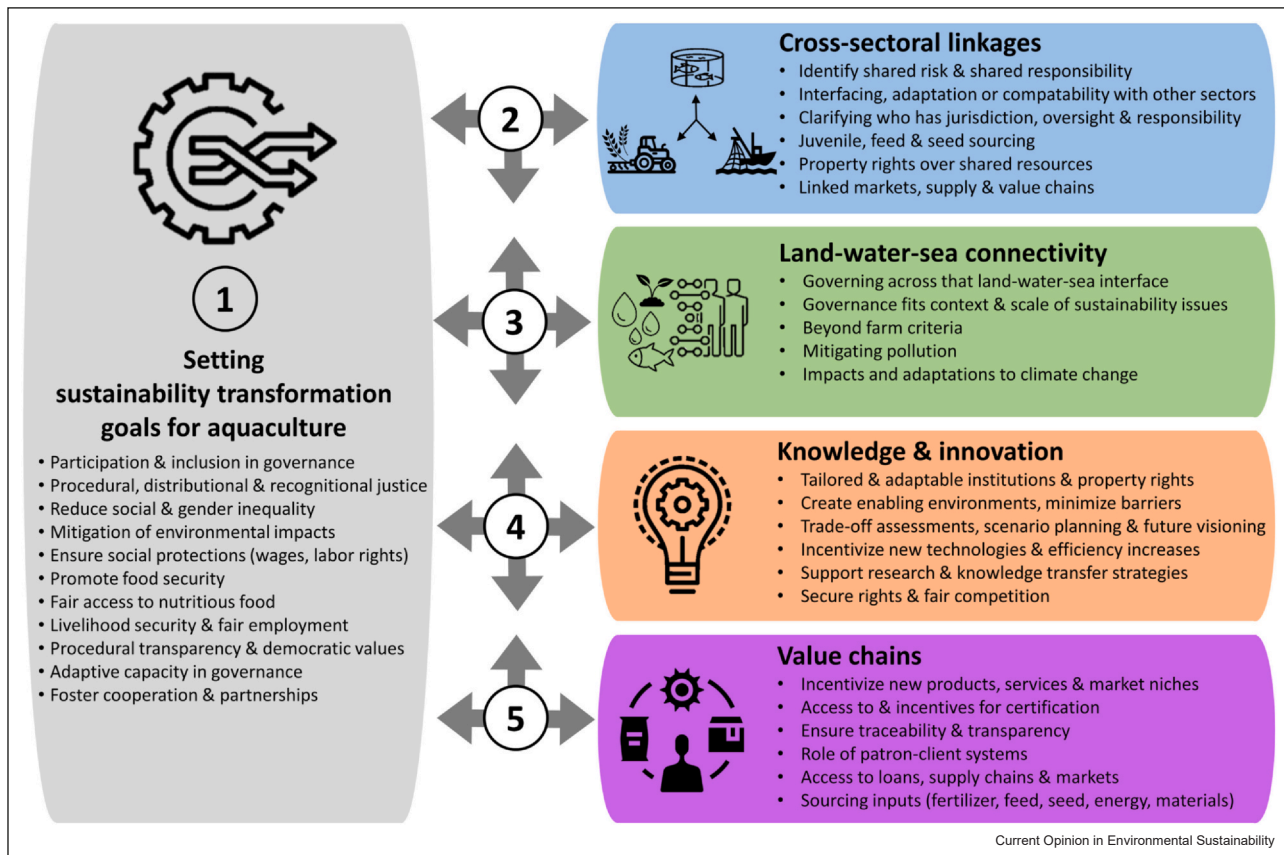 1
Setting
sustainability transformation
goals for aquaculture
• Participation & inclusion in governance
• Procedural, distributional & recognitional justice
• Reduce social & gender inequality
• Mitigation of environmental impacts
• Ensure social protections (wages, labor rights)
• Promote food security
• Fair access to nutritious food
• Livelihood security & fair employment
• Procedural transparency & democratic values
• Adaptive capacity in governance
• Foster cooperation & partnerships
2
Cross-sectoral linkages
• Identify shared risk & shared responsibility
• Interfacing, adaptation or compatability with other sectors
• Clarifying who has jurisdiction, oversight & responsibility
• Juvenile, feed & seed sourcing
• Property rights over shared resources
• Linked markets, supply & value chains
3
Land-water-sea connectivity
• Governing across that land-water-sea interface
• Governance fits context & scale of sustainability issues
• Beyond farm criteria
• Mitigating pollution
• Impacts and adaptations to climate change
4
Knowledge & innovation
• Tailored & adaptable institutions & property rights
• Create enabling environments, minimize barriers
• Trade-off assessments, scenario planning & future visioning
• Incentivize new technologies & efficiency increases
• Support research & knowledge transfer strategies
• Secure rights & fair competition
5
Value chains
• Incentivize new products, services & market niches
• Access to & incentives for certification
• Ensure traceability & transparency
• Role of patron-client systems
• Access to loans, supply chains & markets
• Sourcing inputs (fertilizer, feed, seed, energy, materials)
Current Opinion in Environmental Sustainability